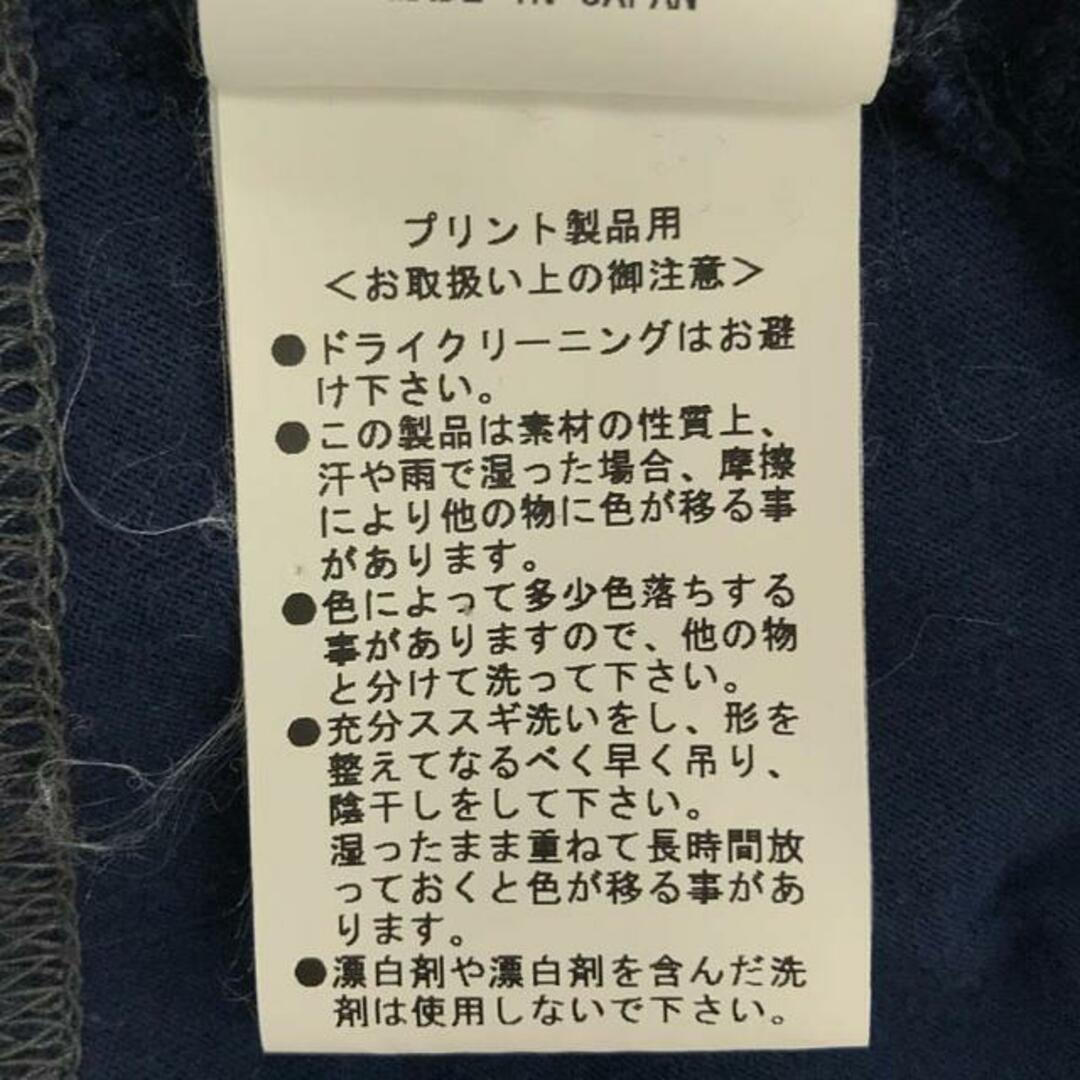 MADE IN JAPAN
プリント製品用
<お取扱い上の御注意>
●ドライクリーニングはお避
け下さい。
●この製品は素材の性質上、
汗や雨で湿った場合、摩擦
により他の物に色が移る事
があります。
●色によって多少色落ちする
事がありますので、他の物
と分けて洗って下さい。
●充分ススギ洗いをし、形を
整えてなるべく早く吊り、
陰干しをして下さい。
湿ったまま重ねて長時間放
っておくと色が移る事があ
ります。
●漂白剤や漂白剤を含んだ洗
剤は使用しないで下さい。